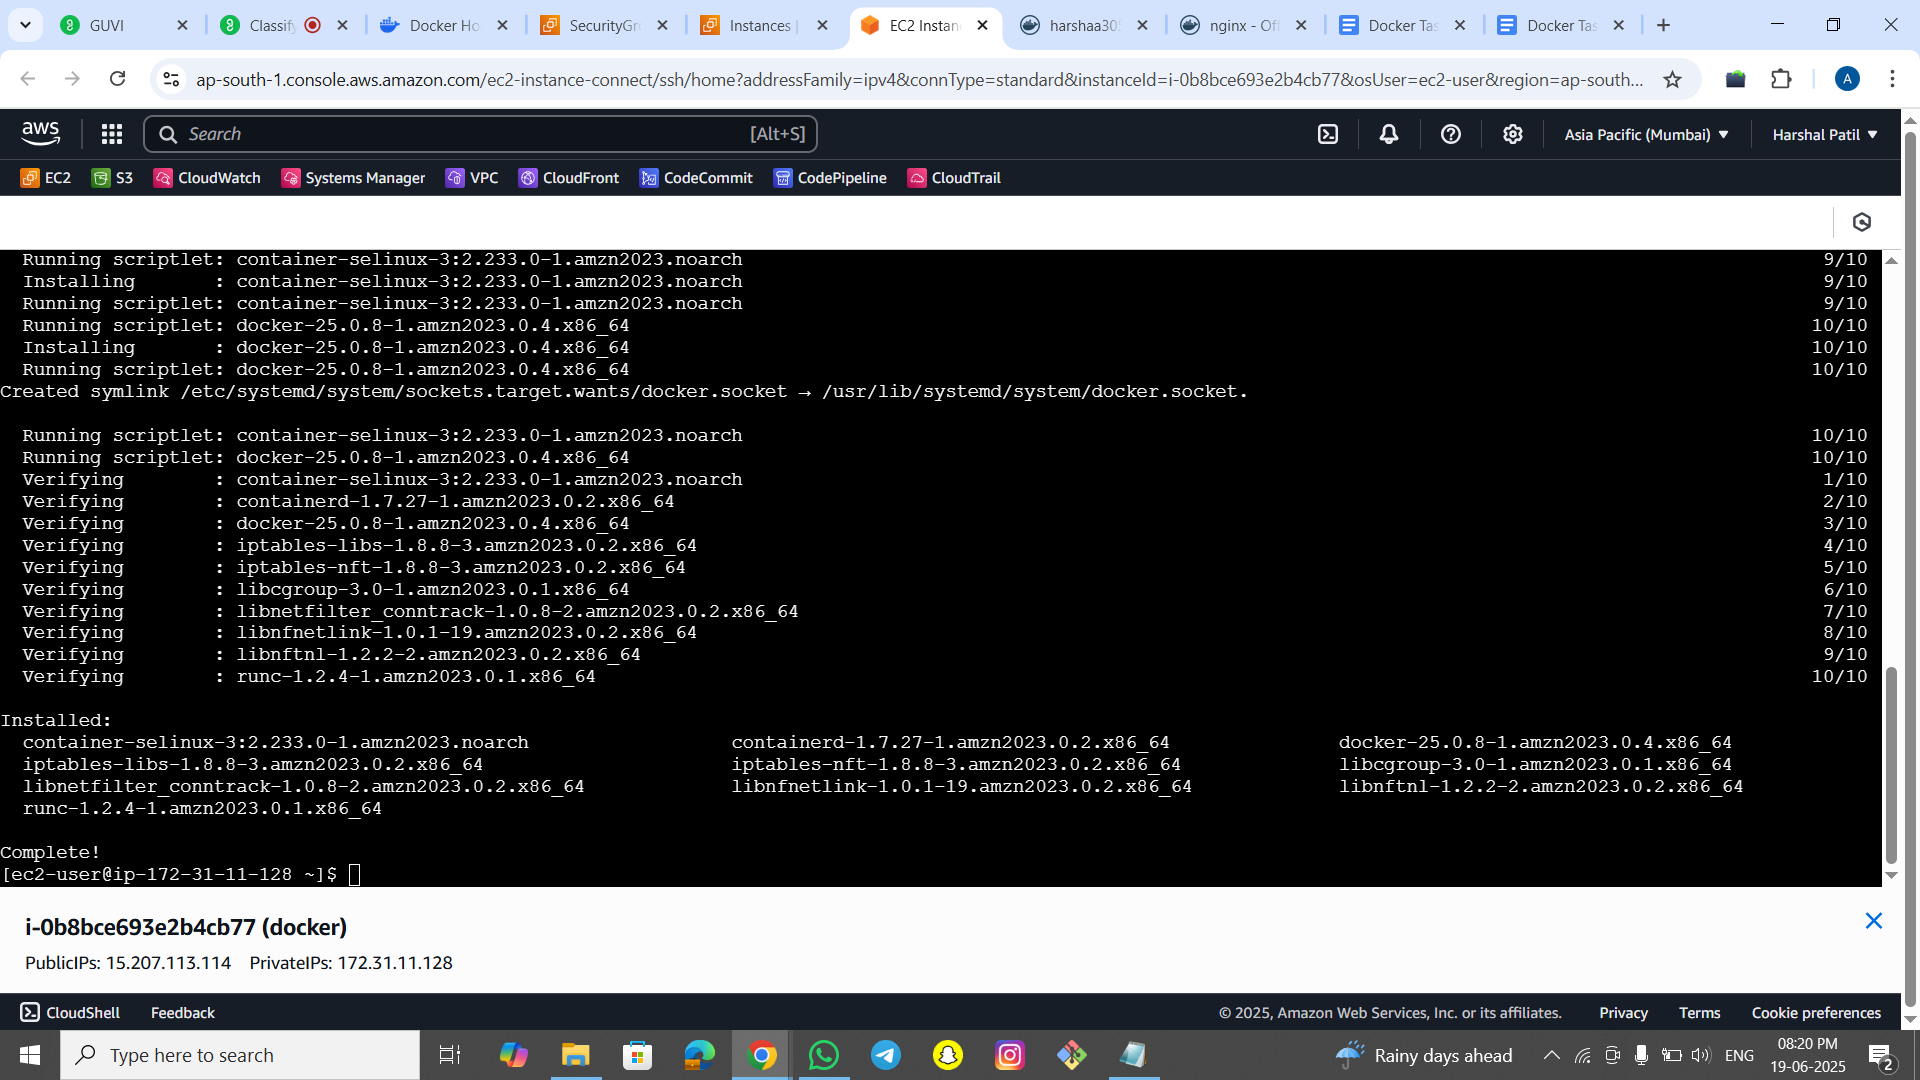 GUVI
Classify
Docker Ho
SecurityGro
Instances |
EC2 Instan
harshaa305
nginx - Offi
Docker Tas
Docker Tas
ap-south-1.console.aws.amazon.com/ec2-instance-connect/ssh/home?addressFamily=ipv4&connType=standard&instanceId=i-0b8bce693e2b4cb77&osUser=ec2-user&region=ap-south...
A
aws
Search
[Alt+S]
Asia Pacific (Mumbai)
Harshal Patil
EC2
S3
CloudWatch
Systems Manager
VPC
CloudFront
CodeCommit
CodePipeline
CloudTrail
Running scriptlet: container-selinux-3:2.233.0-1.amzn2023.noarch 9/10
Installing : container-selinux-3:2.233.0-1.amzn2023.noarch 9/10
Running scriptlet: container-selinux-3:2.233.0-1.amzn2023.noarch 9/10
Running scriptlet: docker-25.0.8-1.amzn2023.0.4.x86_64 10/10
Installing : docker-25.0.8-1.amzn2023.0.4.x86_64 10/10
Running scriptlet: docker-25.0.8-1.amzn2023.0.4.x86_64 10/10
Created symlink /etc/systemd/system/sockets.target.wants/docker.socket → /usr/lib/systemd/system/docker.socket.
Running scriptlet: container-selinux-3:2.233.0-1.amzn2023.noarch 10/10
Running scriptlet: docker-25.0.8-1.amzn2023.0.4.x86_64 10/10
Verifying : container-selinux-3:2.233.0-1.amzn2023.noarch 1/10
Verifying : containerd-1.7.27-1.amzn2023.0.2.x86_64 2/10
Verifying : docker-25.0.8-1.amzn2023.0.4.x86_64 3/10
Verifying : iptables-libs-1.8.8-3.amzn2023.0.2.x86_64 4/10
Verifying : iptables-nft-1.8.8-3.amzn2023.0.2.x86_64 5/10
Verifying : libcgroup-3.0-1.amzn2023.0.1.x86_64 6/10
Verifying : libnetfilter_conntrack-1.0.8-2.amzn2023.0.2.x86_64 7/10
Verifying : libnfnetlink-1.0.1-19.amzn2023.0.2.x86_64 8/10
Verifying : libnftnl-1.2.2-2.amzn2023.0.2.x86_64 9/10
Verifying : runc-1.2.4-1.amzn2023.0.1.x86_64 10/10
Installed:
container-selinux-3:2.233.0-1.amzn2023.noarch containerd-1.7.27-1.amzn2023.0.2.x86_64 docker-25.0.8-1.amzn2023.0.4.x86_64
iptables-libs-1.8.8-3.amzn2023.0.2.x86_64 iptables-nft-1.8.8-3.amzn2023.0.2.x86_64 libcgroup-3.0-1.amzn2023.0.1.x86_64
libnetfilter_conntrack-1.0.8-2.amzn2023.0.2.x86_64 libnfnetlink-1.0.1-19.amzn2023.0.2.x86_64 libnftnl-1.2.2-2.amzn2023.0.2.x86_64
runc-1.2.4-1.amzn2023.0.1.x86_64
Complete!
[ec2-user@ip-172-31-11-128 ~]$
i-0b8bce693e2b4cb77 (docker)
PublicIPs: 15.207.113.114 PrivateIPs: 172.31.11.128
CloudShell
Feedback
© 2025, Amazon Web Services, Inc. or its affiliates.
Privacy
Terms
Cookie preferences
Type here to search
Rainy days ahead
ENG
08:20 PM
19-06-2025
2